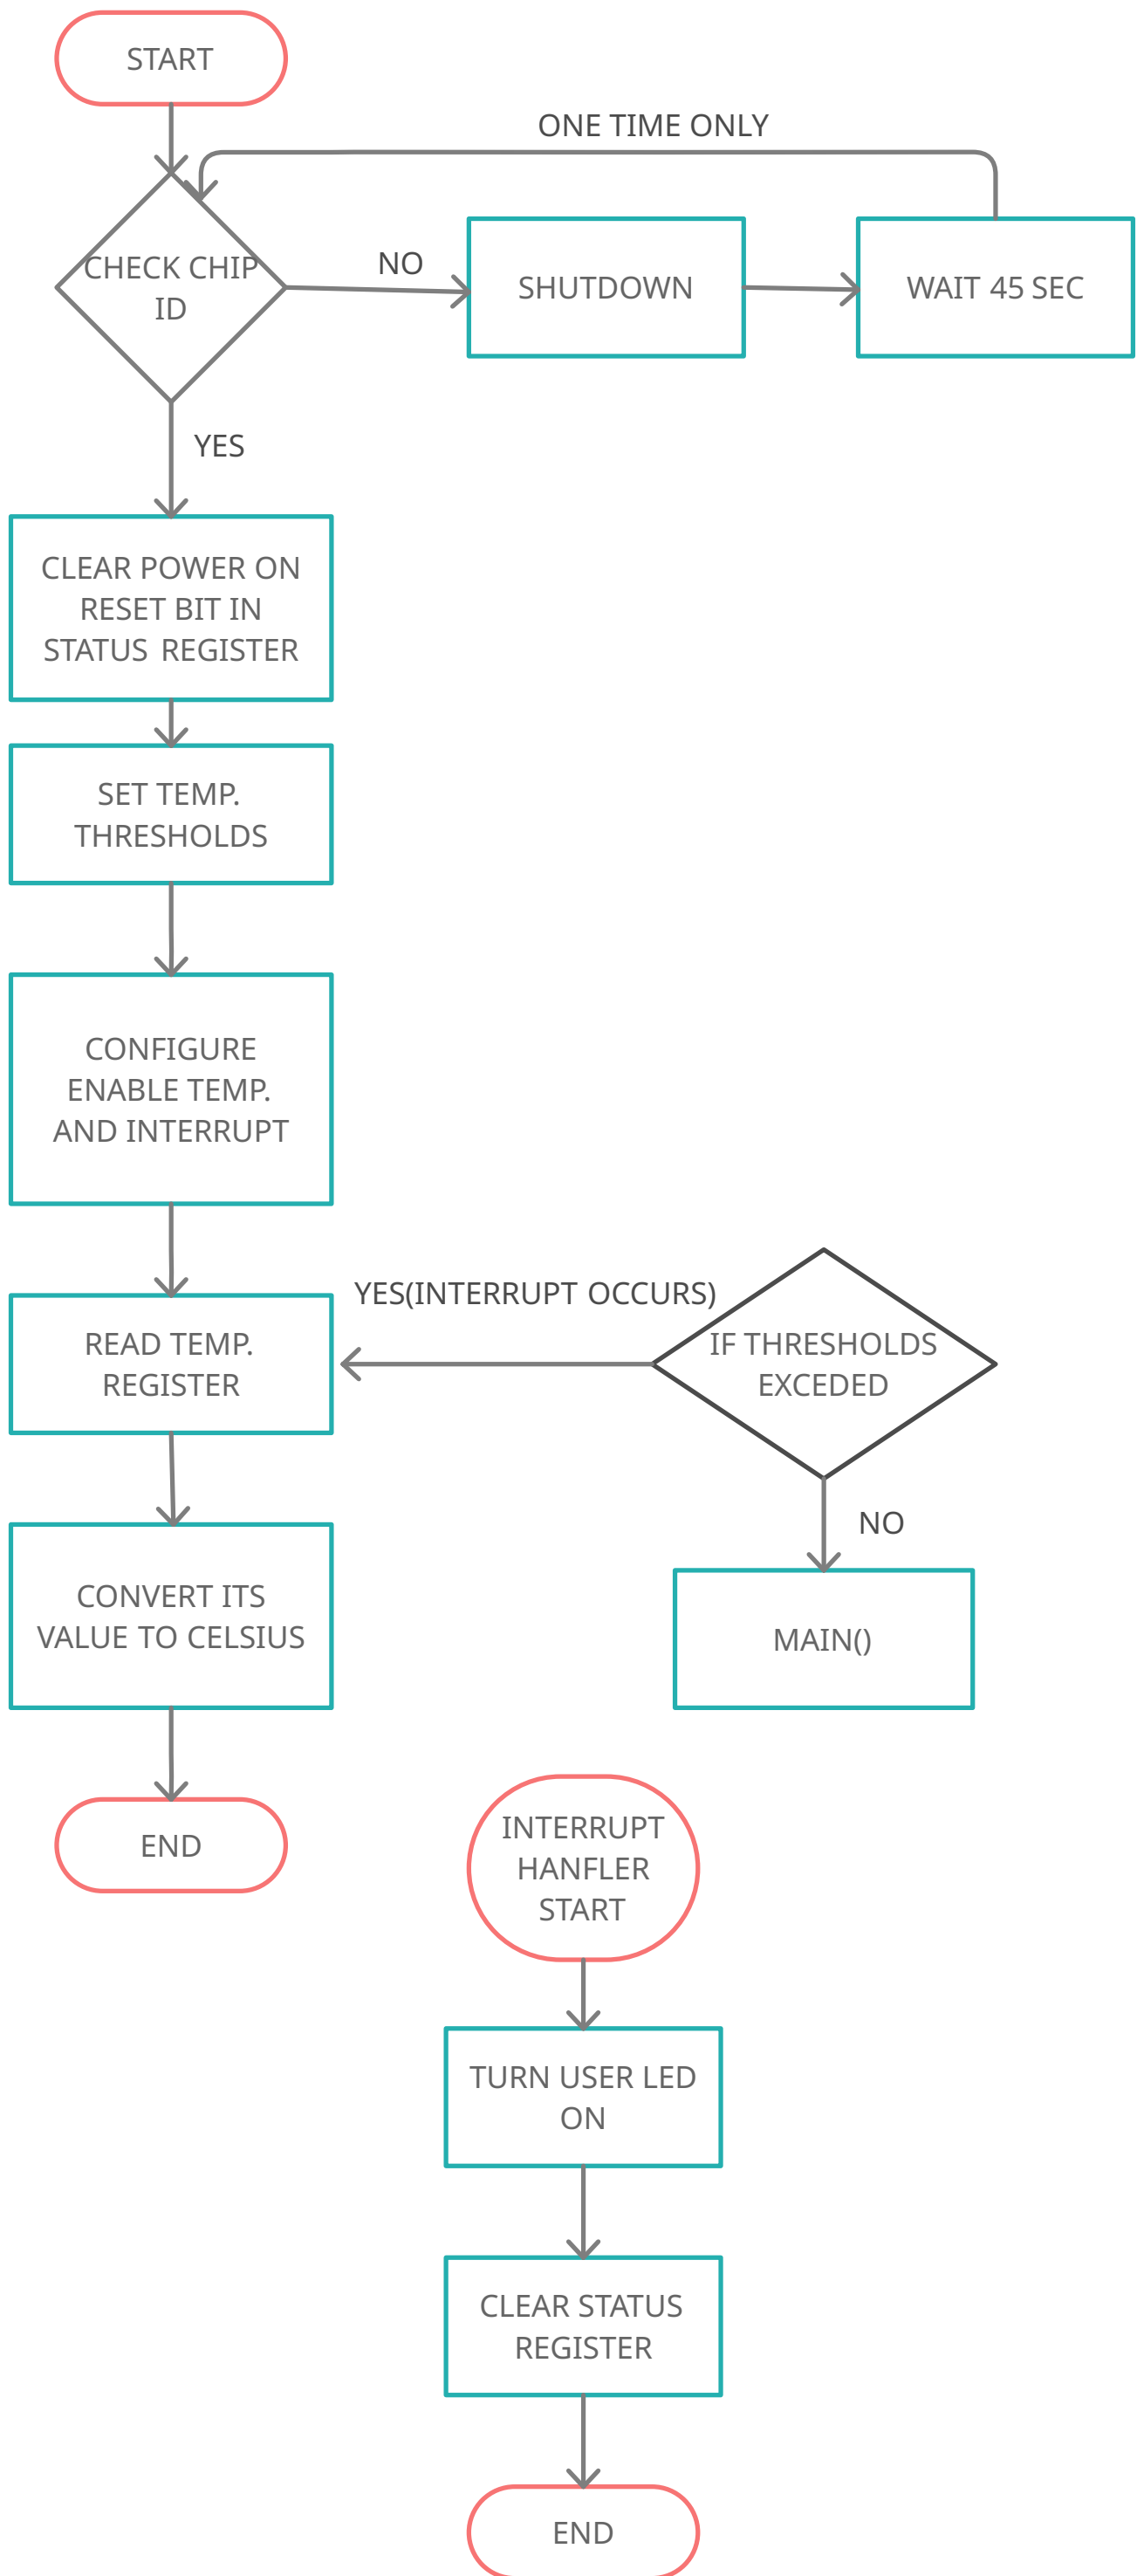 START
ONE TIME ONLY
CHECK CHIP
ID
NO
SHUTDOWN
WAIT 45 SEC
YES
CLEAR POWER ON
RESET BIT IN
STATUS REGISTER
SET TEMP.
THRESHOLDS
CONFIGURE
ENABLE TEMP.
AND INTERRUPT
READ TEMP.
REGISTER
YES(INTERRUPT OCCURS)
IF THRESHOLDS
EXCEDED
NO
CONVERT ITS
VALUE TO CELSIUS
MAIN()
END
INTERRUPT
HANFLER
START
TURN USER LED
ON
CLEAR STATUS
REGISTER
END